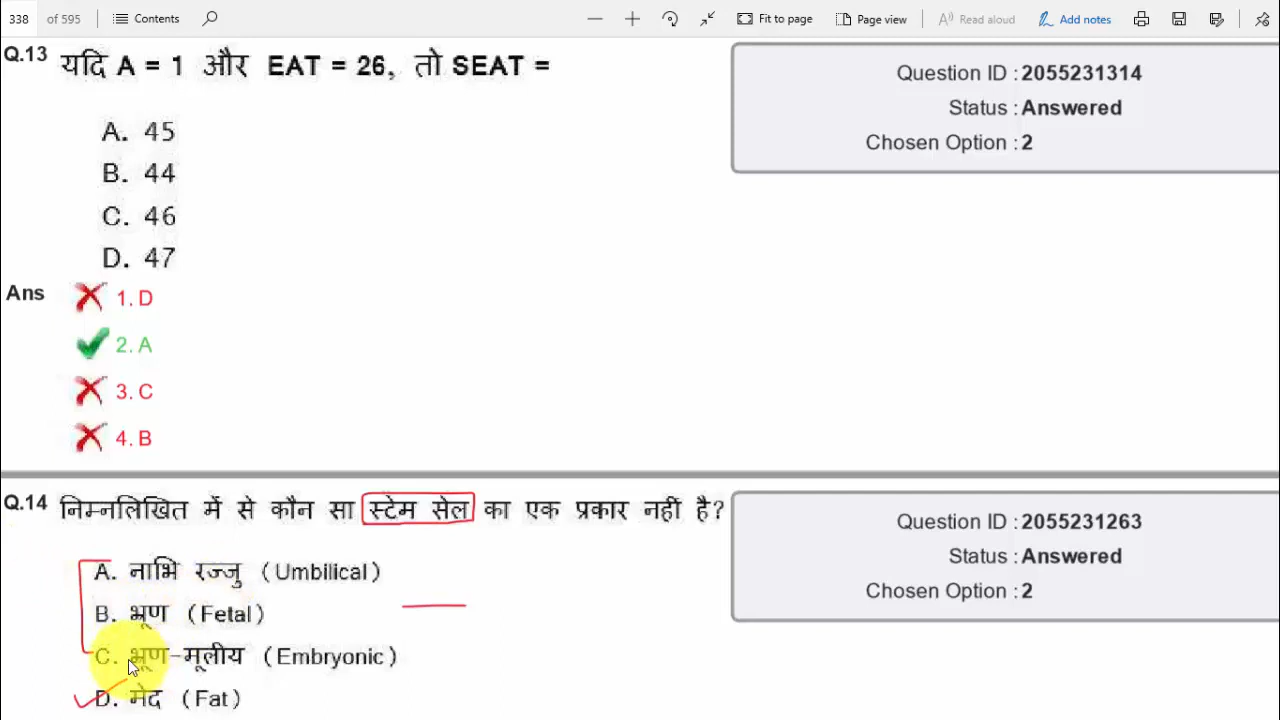 338 of 595 Contents Fit to page Page view Read aloud Add notes
Q.13 यदि A = 1 और EAT = 26, तो SEAT =
A. 45
B. 44
C. 46
D. 47
Ans
1. D
2. A
3. C
4. B
Question ID : 2055231314
Status : Answered
Chosen Option : 2
Q.14 निम्नलिखित में से कौन सा स्टेम सेल का एक प्रकार नहीं है?
A. नाभि रज्जु (Umbilical)
B. भ्रूण (Fetal)
C. भ्रूण-मूलीय (Embryonic)
D. मेद (Fat)
Question ID : 2055231263
Status : Answered
Chosen Option : 2